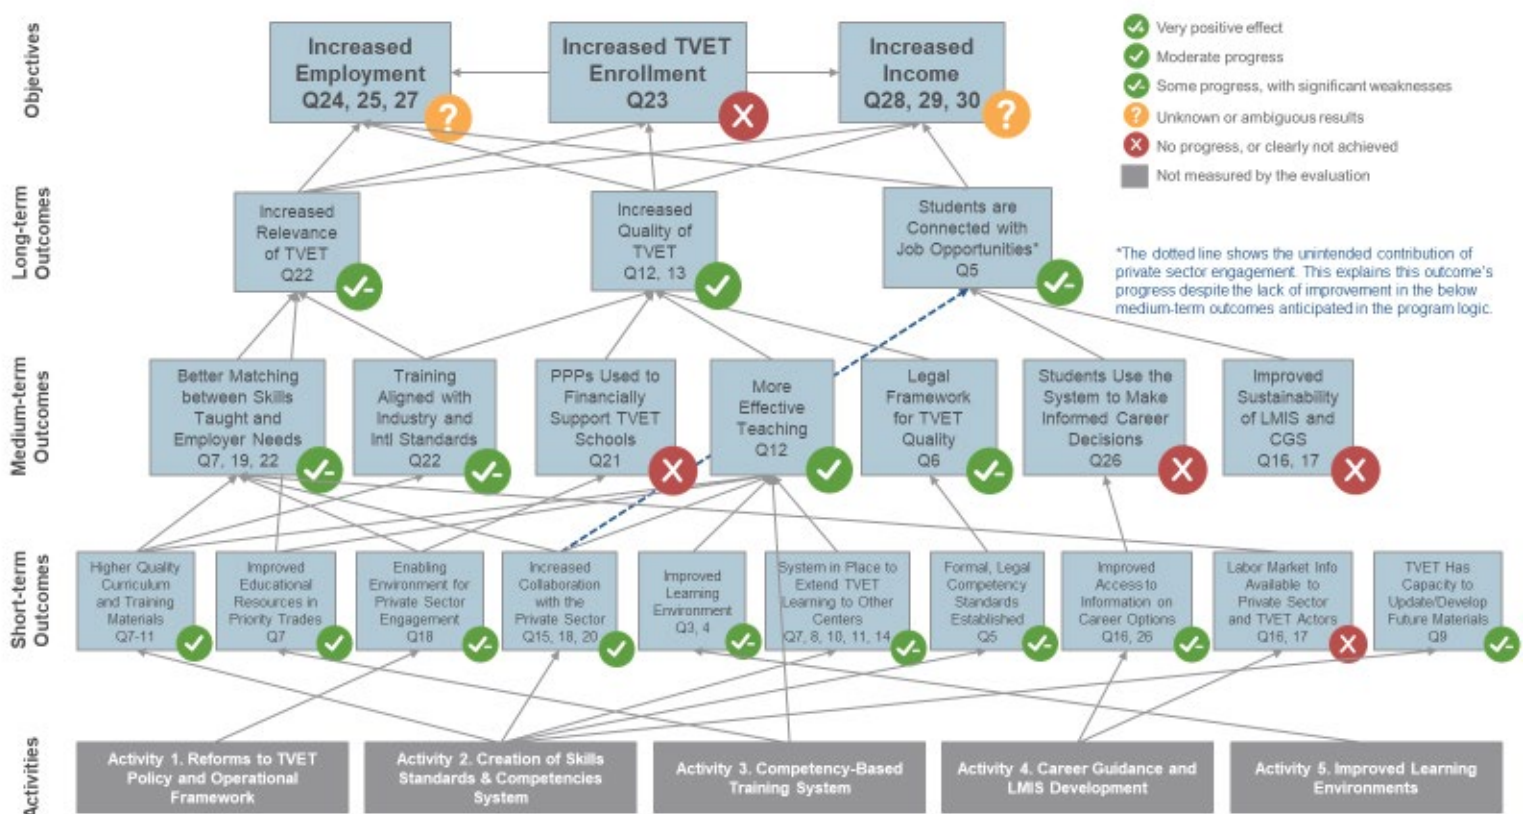 Objectives
Increased
Employment
Q24, 25, 27
?
Increased TVET
Enrollment
Q23
Increased
Income
Q28, 29, 30
?
Very positive effect
Moderate progress
Some progress, with significant weaknesses
?
Unknown or ambiguous results
No progress, or clearly not achieved
Not measured by the evaluation
Long-term
Outcomes
Increased
Relevance
of TVET
Q22
Increased
Quality of
TVET
Q12, 13
Students are
Connected with
Job Opportunities*
Q5
*The dotted line shows the unintended contribution of
private sector engagement. This explains this outcome's
progress despite the lack of improvement in the below
medium-term outcomes anticipated in the program logic.
Medium-term
Outcomes
Better Matching
between Skills
Taught and
Employer Needs
Q7, 19, 22
Training
Aligned with
Industry and
Intl Standards
Q22
PPPs Used to
Financially
Support TVET
Schools
Q21
More
Effective
Teaching
Q12
Legal
Framework
for TVET
Quality
Q6
Students Use the
System to Make
Informed Career
Decisions
Q26
Improved
Sustainability
of LMIS and
CGS
Q16, 17
Short-term
Outcomes
Higher Quality
Curriculum
and Training
Materials
Q7-11
Improved
Educational
Resources in
Priority Trades
Q7
Enabling
Environment for
Private Sector
Engagement
Q18
Increased
Collaboration
with the
Private Sector
Q15, 18, 20
Improved
Learning
Environment
Q3, 4
System in Place to
Extend TVET
Learning to Other
Centers
Q7, 8, 10, 11, 14
Formal, Legal
Competency
Standards
Established
Q5
Improved
Access to
Information on
Career Options
Q16, 26
Labor Market Info
Available to
Private Sector
and TVET Actors
Q16, 17
TVET Has
Capacity to
Update/Develop
Future Materials
Q9
Activities
Activity 1. Reforms to TVET
Policy and Operational
Framework
Activity 2. Creation of Skills
Standards & Competencies
System
Activity 3. Competency-Based
Training System
Activity 4. Career Guidance and
LMIS Development
Activity 5. Improved Learning
Environments